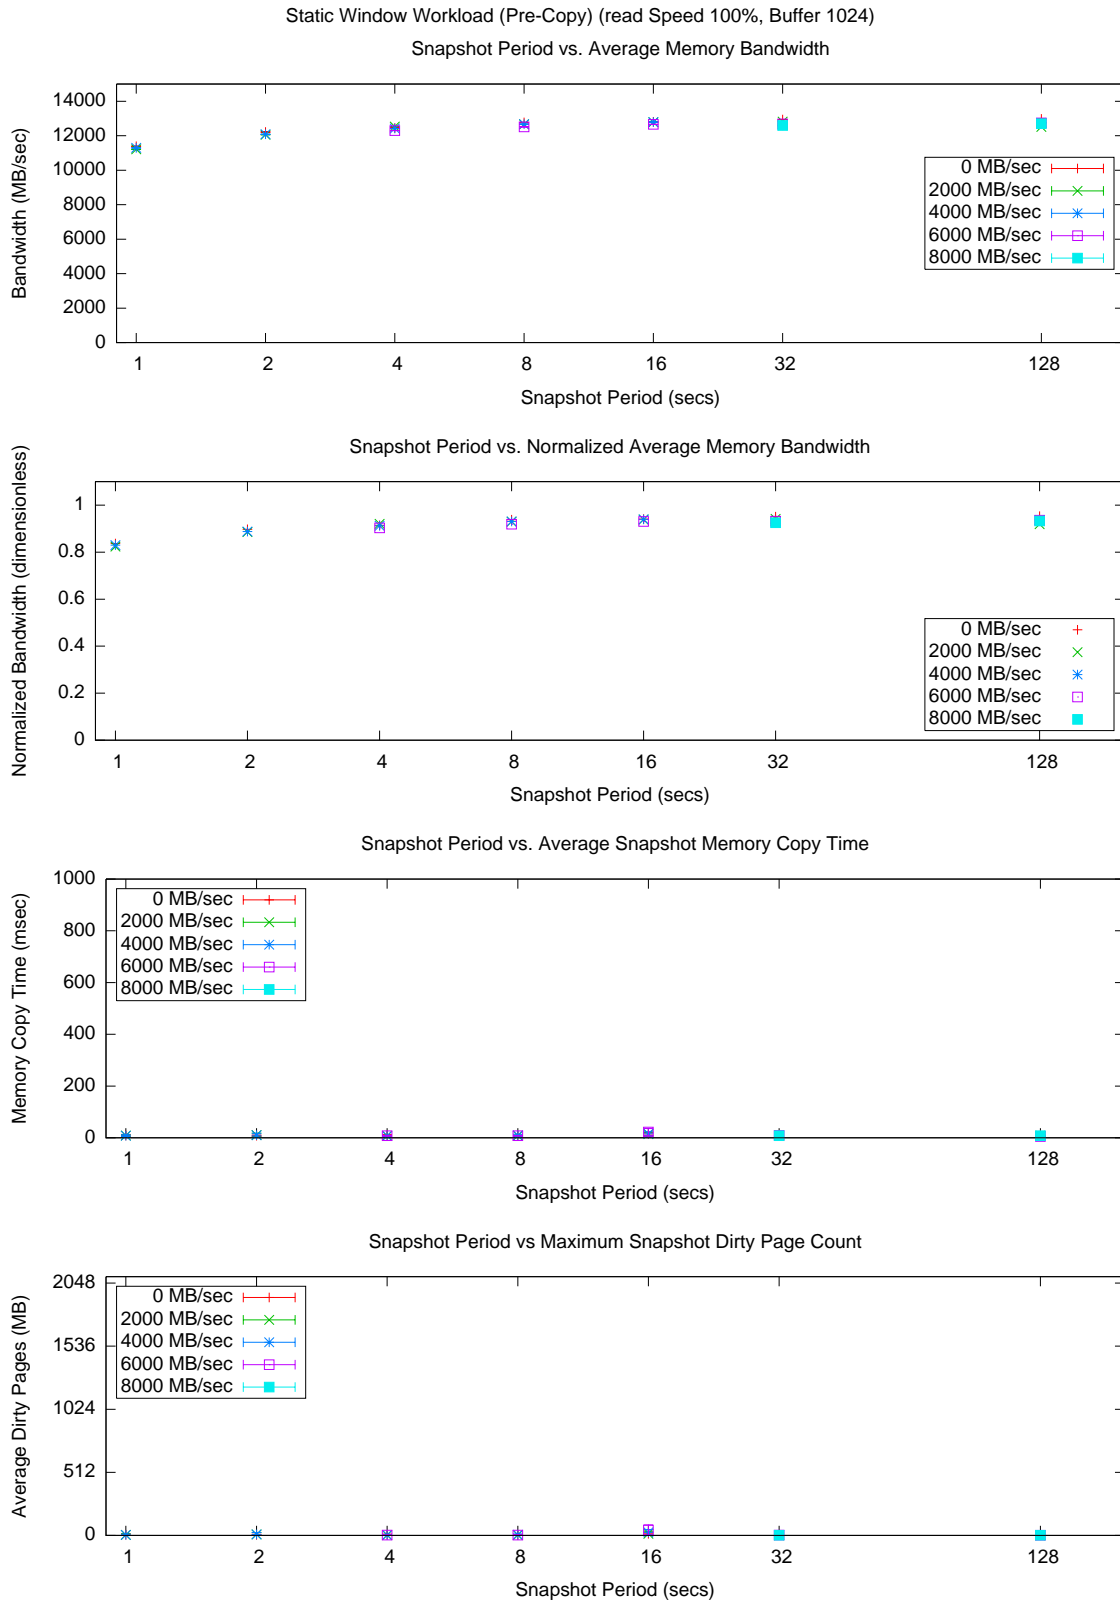 Static Window Workload (Pre-Copy) (read Speed 100%, Buffer 1024)
Snapshot Period vs. Average Memory Bandwidth
Bandwidth (MB/sec)
14000
12000
10000
8000
6000
4000
2000
0
0 MB/sec
2000 MB/sec
4000 MB/sec
6000 MB/sec
8000 MB/sec
1 2 4 8 16 32 128
Snapshot Period (secs)
Snapshot Period vs. Normalized Average Memory Bandwidth
Normalized Bandwidth (dimensionless)
1
0.8
0.6
0.4
0.2
0
0 MB/sec
2000 MB/sec
4000 MB/sec
6000 MB/sec
8000 MB/sec
1 2 4 8 16 32 128
Snapshot Period (secs)
Snapshot Period vs. Average Snapshot Memory Copy Time
Memory Copy Time (msec)
1000
800
600
400
200
0
0 MB/sec
2000 MB/sec
4000 MB/sec
6000 MB/sec
8000 MB/sec
1 2 4 8 16 32 128
Snapshot Period (secs)
Snapshot Period vs Maximum Snapshot Dirty Page Count
Average Dirty Pages (MB)
2048
1536
1024
512
0
0 MB/sec
2000 MB/sec
4000 MB/sec
6000 MB/sec
8000 MB/sec
1 2 4 8 16 32 128
Snapshot Period (secs)